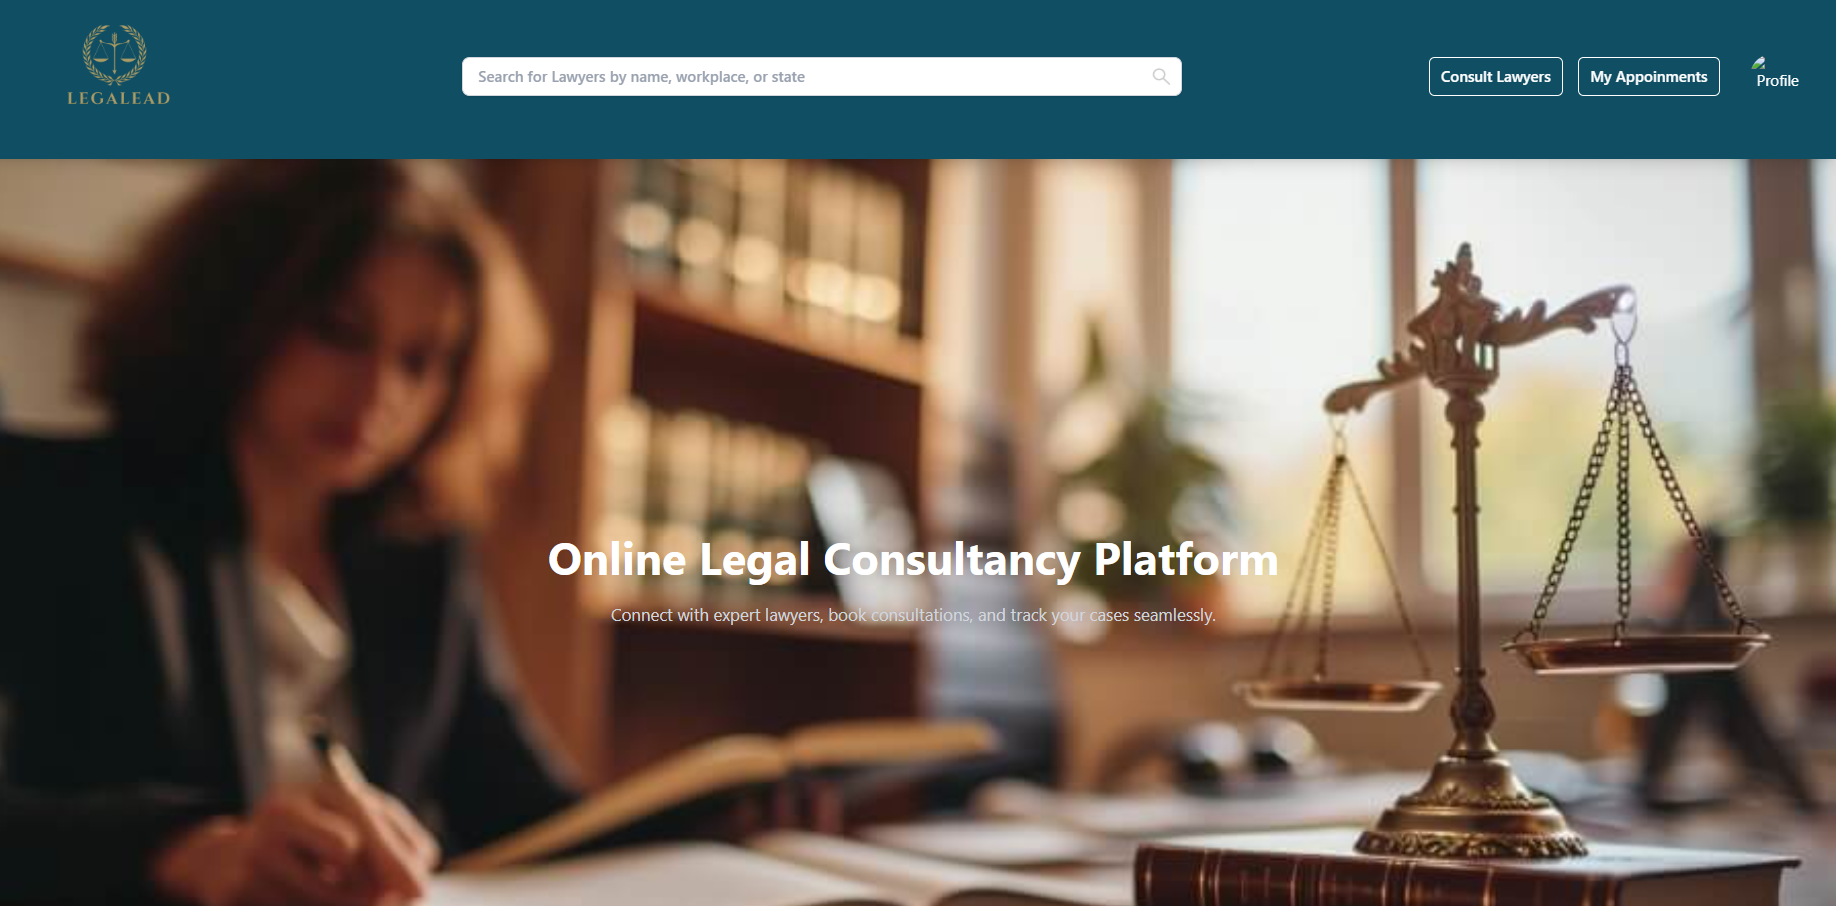 LEGALEAD
Search for Lawyers by name, workplace, or state
Consult Lawyers
My Appoinments
Profile
Online Legal Consultancy Platform
Connect with expert lawyers, book consultations, and track your cases seamlessly.